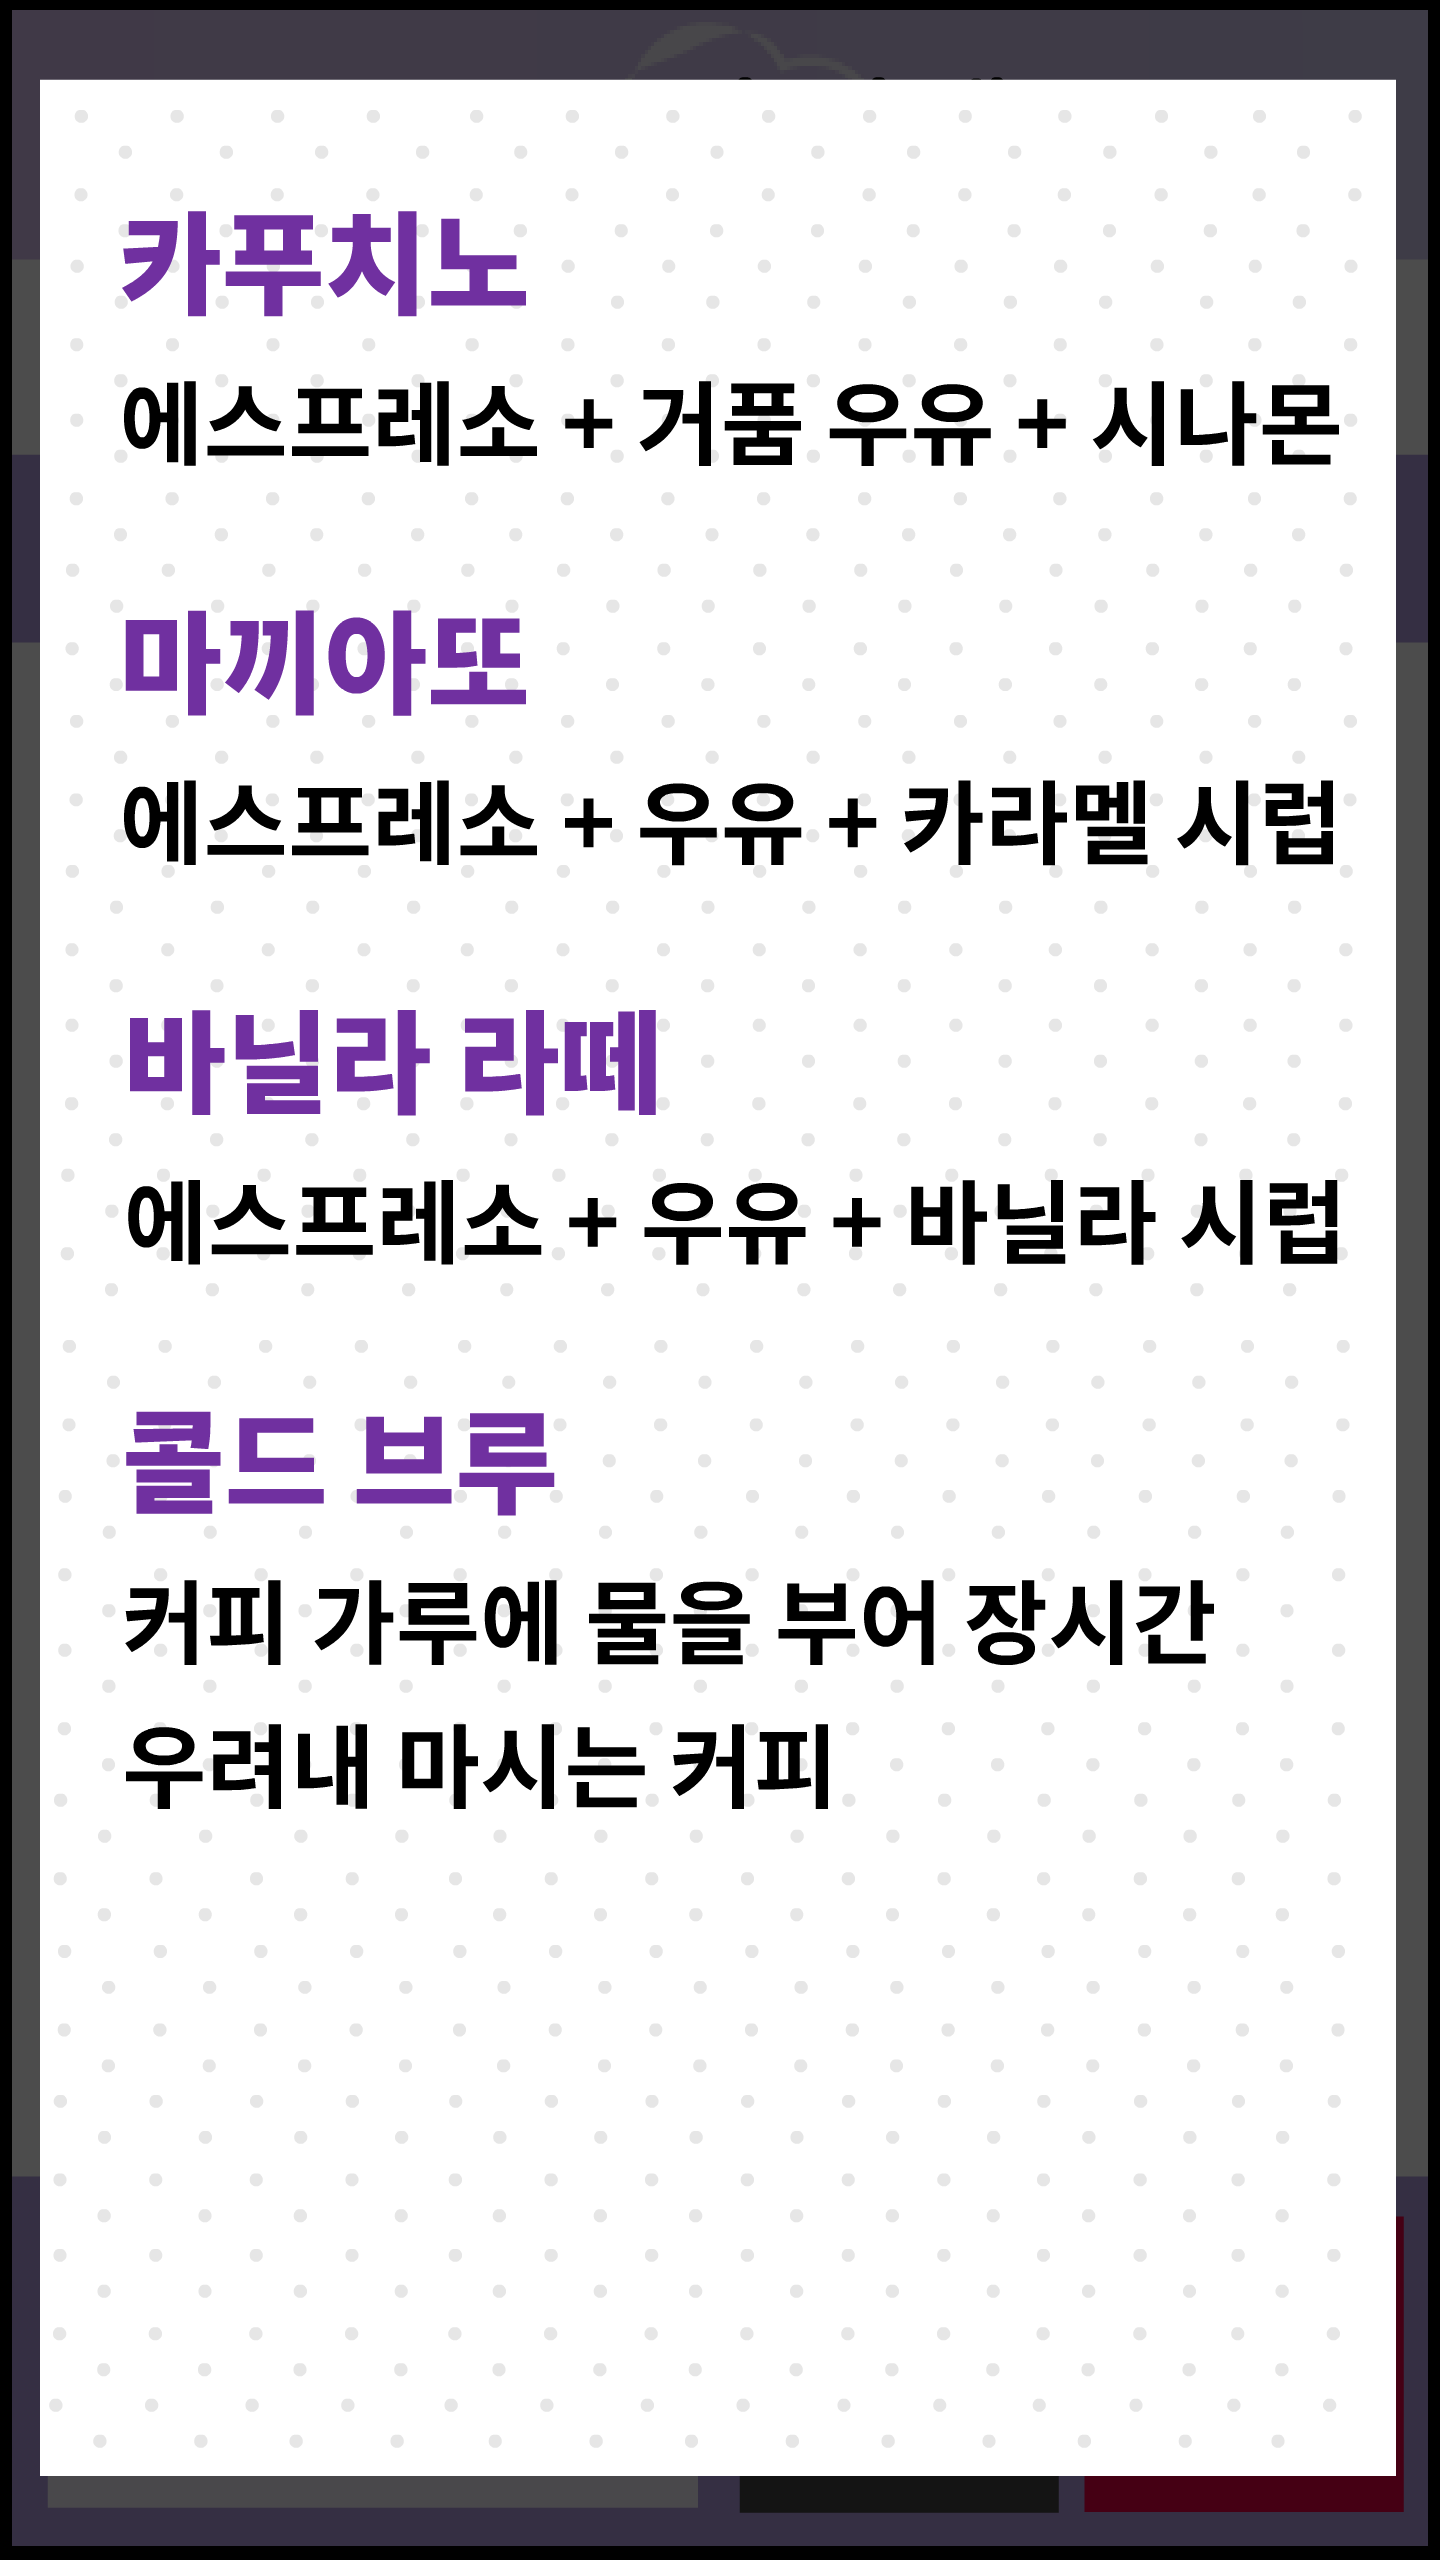 카푸치노
에스프레소 + 거품 우유 + 시나몬
마끼아또
에스프레소 + 우유 + 카라멜 시럽
바닐라 라떼
에스프레소 + 우유 + 바닐라 시럽
콜드 브루
커피 가루에 물을 부어 장시간
우려내 마시는 커피